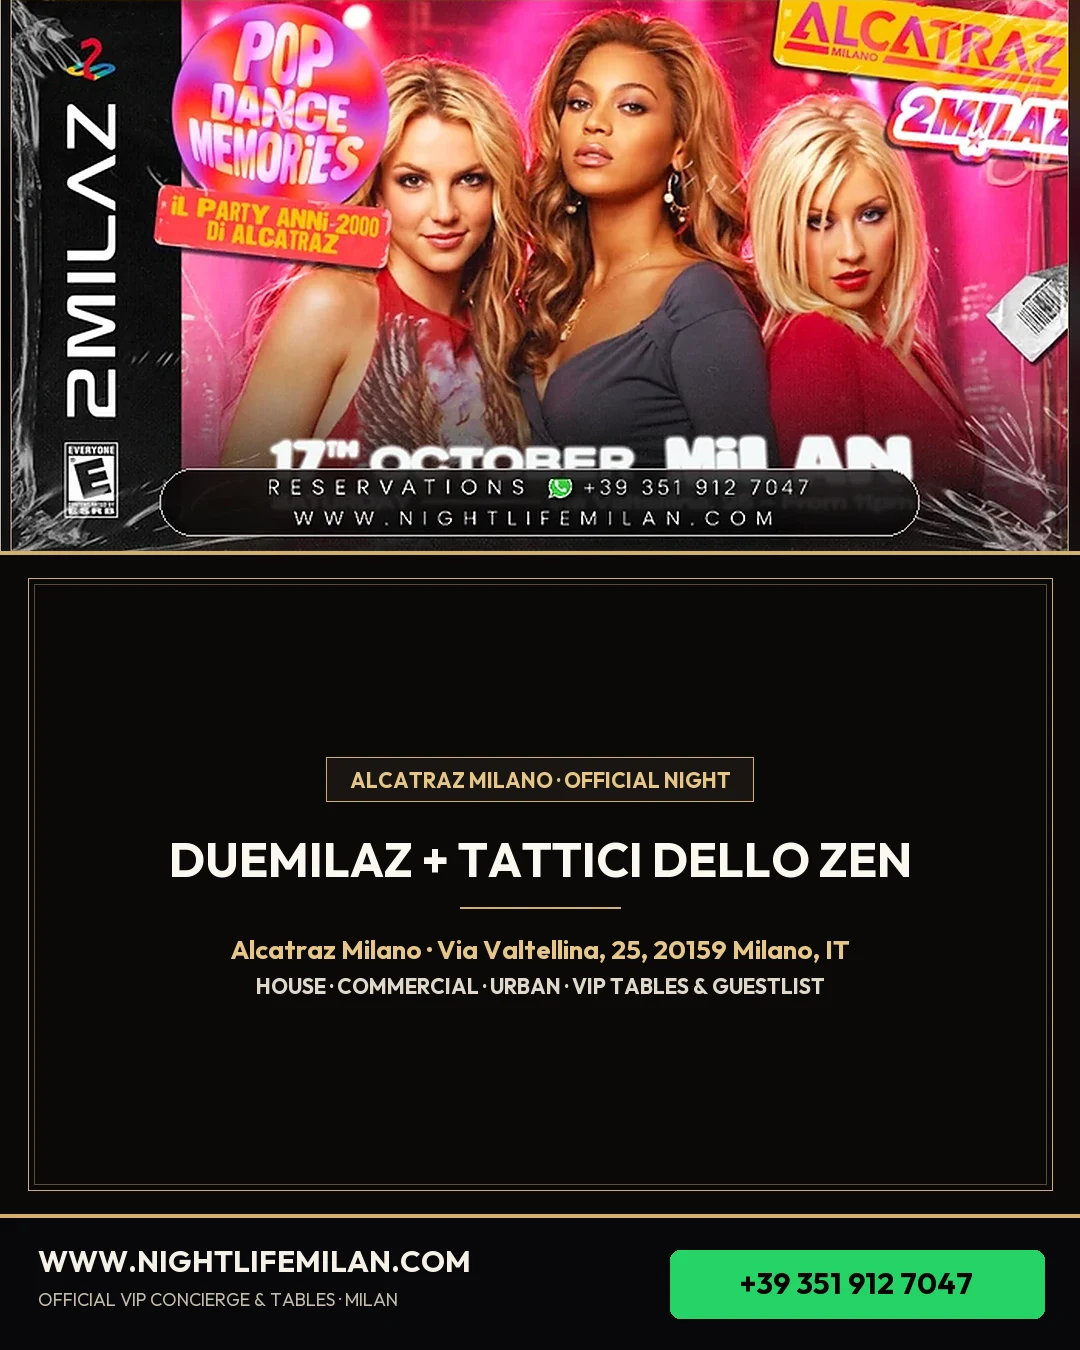 2MILAZ
EVERYONE
E
ESRB
POP
DANCE
MEMORiES
iL PARTY ANNi-2000
Di ALCATRAZ
ALCATRAZ
MILANO
2MiLAZ
17TH OCTOBER MiLAN
RESERVATIONS +39 351 912 7047
WWW.NIGHTLIFEMILAN.COM
ALCATRAZ MILANO · OFFICIAL NIGHT
DUEMILAZ + TATTICI DELLO ZEN
Alcatraz Milano · Via Valtellina, 25, 20159 Milano, IT
HOUSE · COMMERCIAL · URBAN · VIP TABLES & GUESTLIST
WWW.NIGHTLIFEMILAN.COM
OFFICIAL VIP CONCIERGE & TABLES · MILAN
+39 351 912 7047